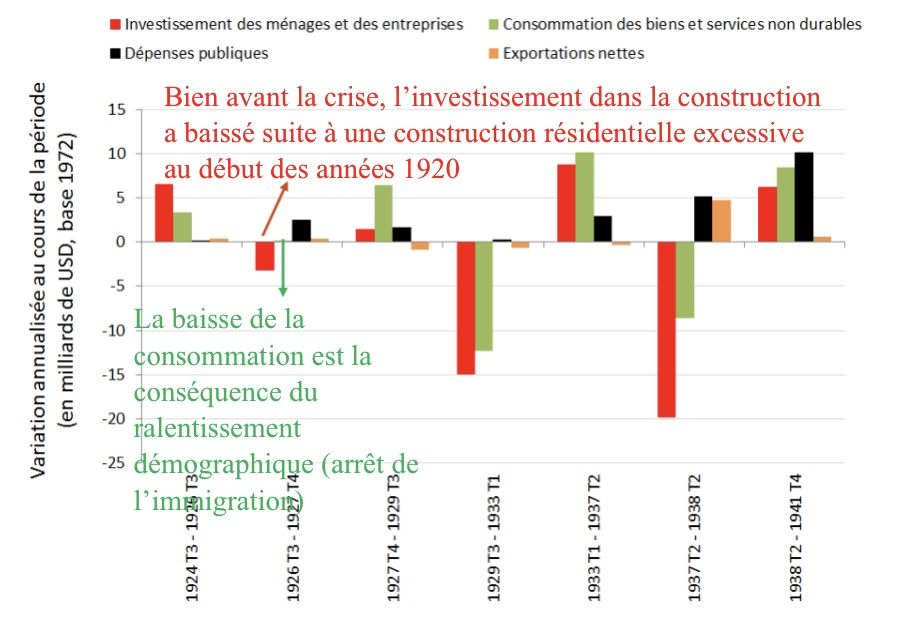 Investissement des ménages et des entreprises
Consommation des biens et services non durables
Dépenses publiques
Exportations nettes
Variation annualisée au cours de la période
(en milliards de USD, base 1972)
Bien avant la crise, l’investissement dans la construction
a baissé suite à une construction résidentielle excessive
au début des années 1920
15
10
5
0
-5
-10
-15
-20
-25
La baisse de la
consommation est la
conséquence du
ralentissement
démographique (arrêt de
l’immigration)
1924 T3 - 1926 T3
1926 T3 - 1927 T4
1927 T4 - 1929 T3
1929 T3 - 1933 T1
1933 T1 - 1937 T2
1937 T2 - 1938 T2
1938 T2 - 1941 T4